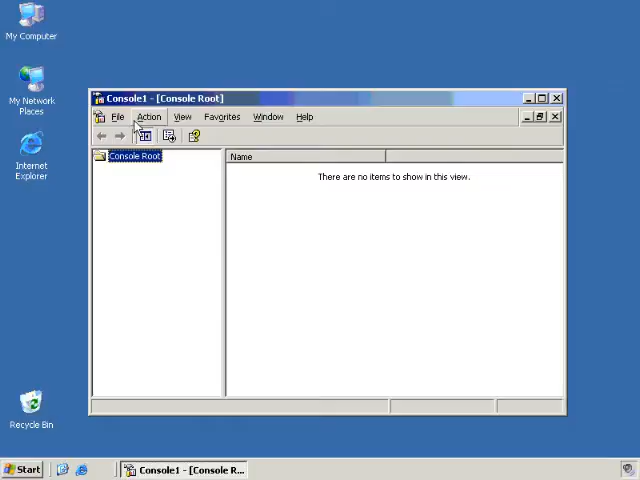 My Computer
My Network
Places
Internet
Explorer
Recycle Bin
Console1 - [Console Root]
File Action View Favorites Window Help
Console Root
Name
There are no items to show in this view.
Start
Console1 - [Console R...